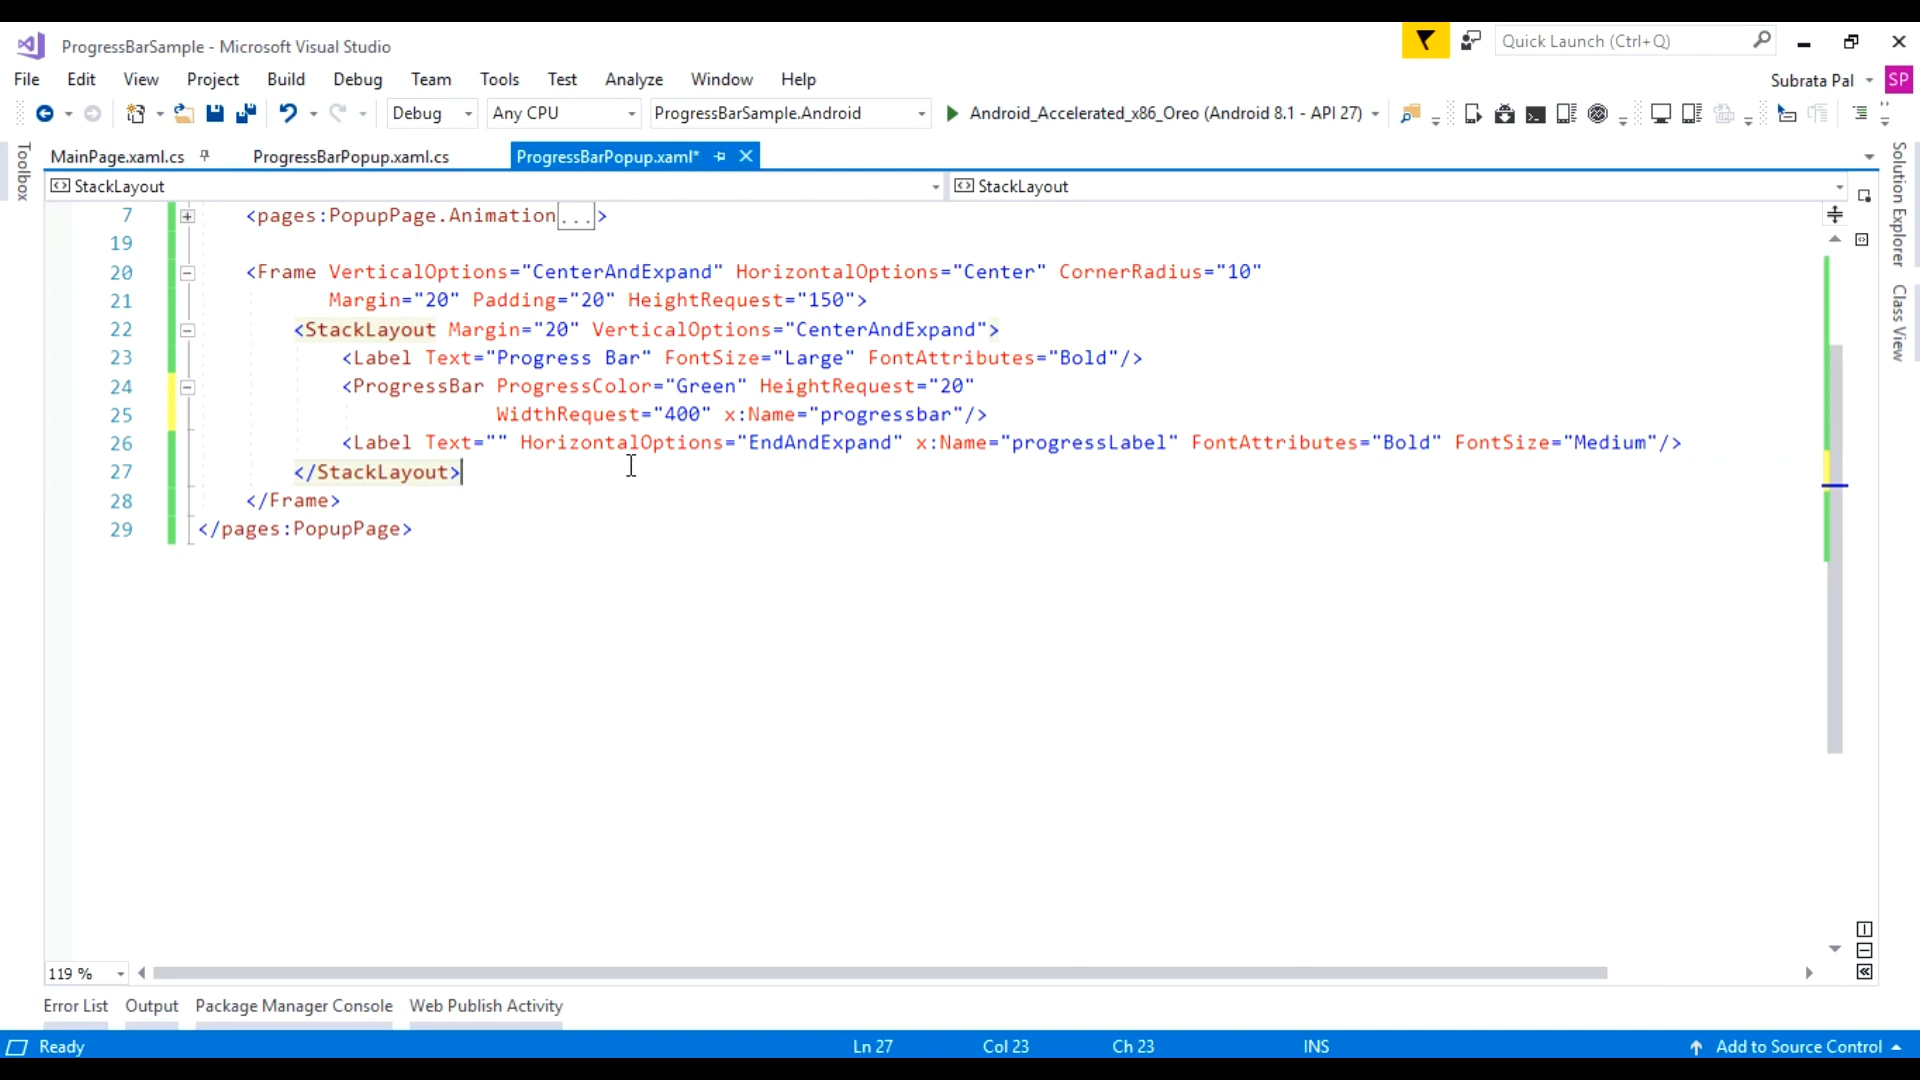 ProgressBarSample - Microsoft Visual Studio
Quick Launch (Ctrl+Q)
File Edit View Project Build Debug Team Tools Test Analyze Window Help
Subrata Pal SP
Debug Any CPU ProgressBarSample.Android Android_Accelerated_x86_Oreo (Android 8.1 - API 27)
MainPage.xaml.cs ProgressBarPopup.xaml.cs ProgressBarPopup.xaml*
StackLayout StackLayout
Toolbox
Solution Explorer
Class View
7 <pages:PopupPage.Animation...>
19
20 <Frame VerticalOptions="CenterAndExpand" HorizontalOptions="Center" CornerRadius="10"
21 Margin="20" Padding="20" HeightRequest="150">
22 <StackLayout Margin="20" VerticalOptions="CenterAndExpand">
23 <Label Text="Progress Bar" FontSize="Large" FontAttributes="Bold"/>
24 <ProgressBar ProgressColor="Green" HeightRequest="20"
25 WidthRequest="400" x:Name="progressbar"/>
26 <Label Text="" HorizontalOptions="EndAndExpand" x:Name="progressLabel" FontAttributes="Bold" FontSize="Medium"/>
27 </StackLayout>
28 </Frame>
29 </pages:PopupPage>
119 %
Error List Output Package Manager Console Web Publish Activity
Ready Ln 27 Col 23 Ch 23 INS Add to Source Control